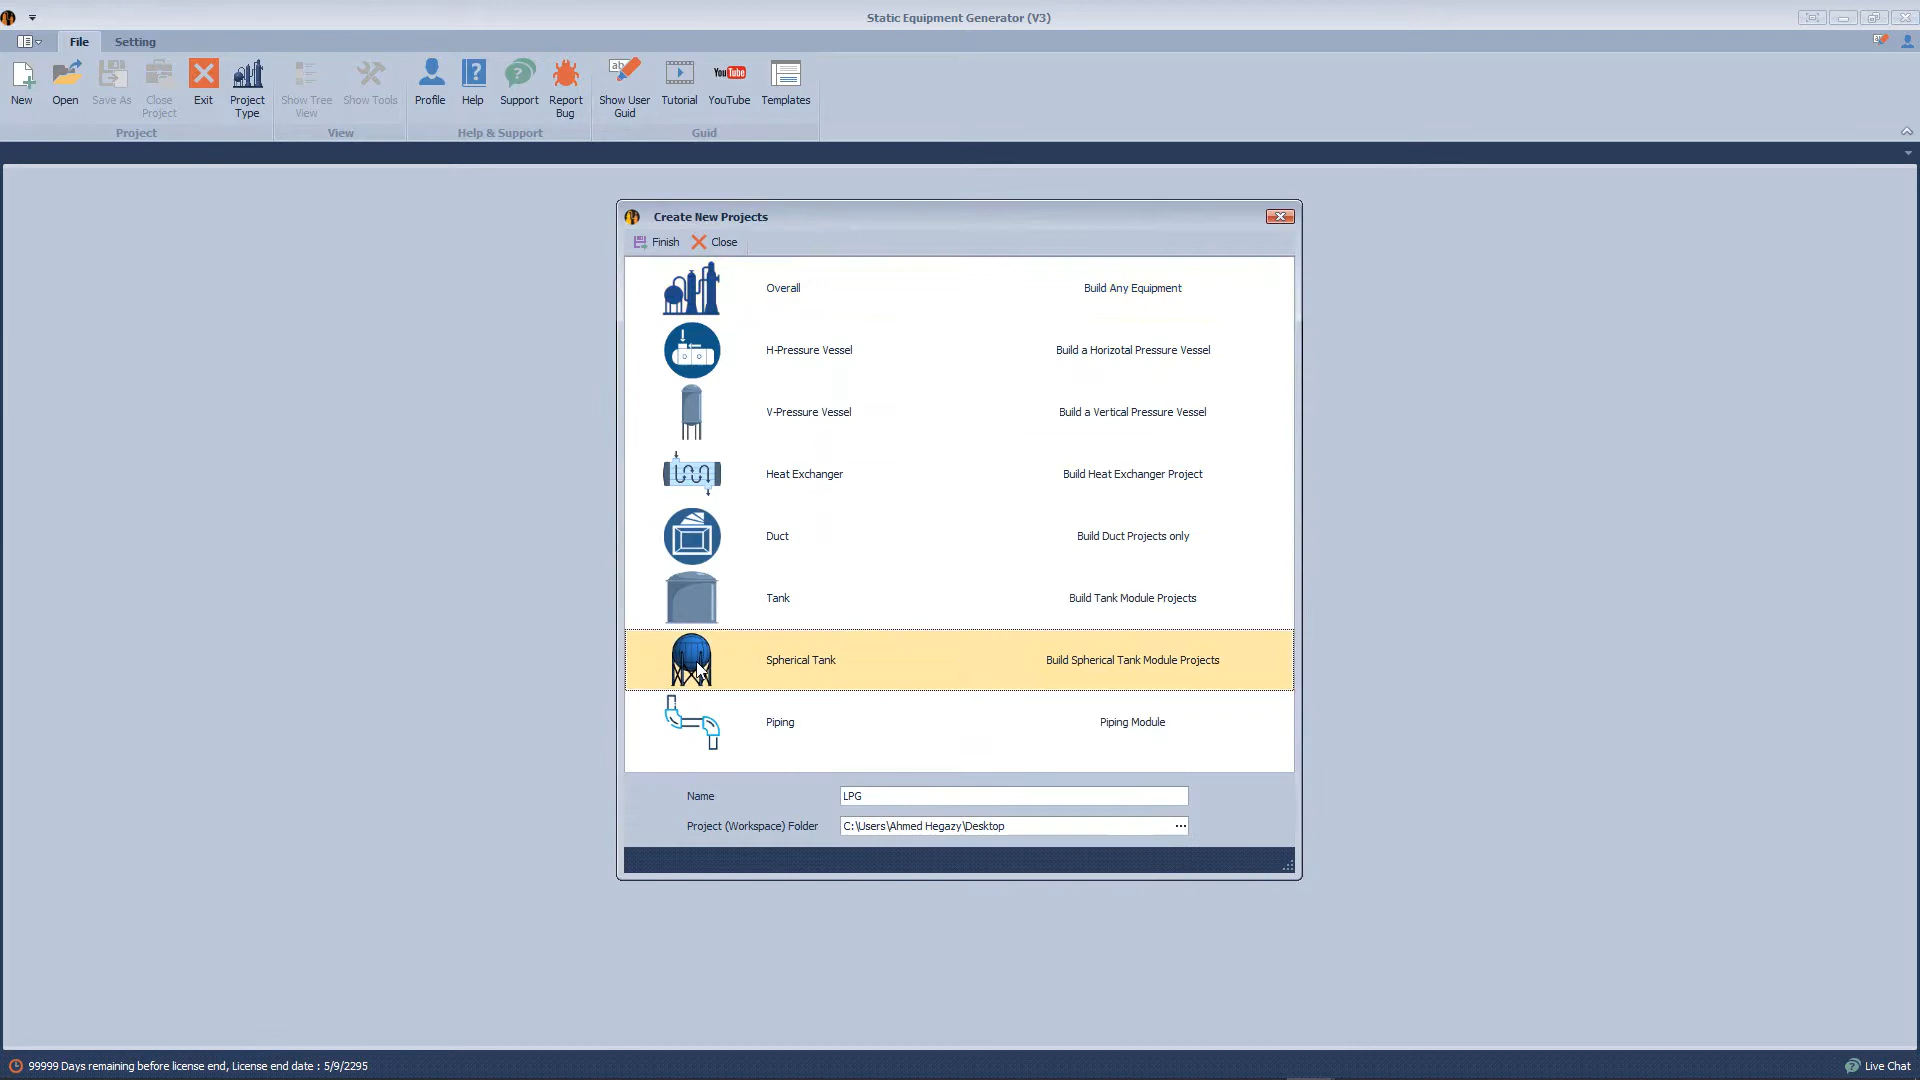 Static Equipment Generator (V3)
File
Setting
New
Open
Save As
Close Project
Exit
Project Type
Show Tree View
Show Tools
Profile
Help
Support
Report Bug
Show User Guid
Tutorial
YouTube
Templates
Project
View
Help & Support
Guid
Create New Projects
Finish
Close
Overall
Build Any Equipment
H-Pressure Vessel
Build a Horizotal Pressure Vessel
V-Pressure Vessel
Build a Vertical Pressure Vessel
Heat Exchanger
Build Heat Exchanger Project
Duct
Build Duct Projects only
Tank
Build Tank Module Projects
Spherical Tank
Build Spherical Tank Module Projects
Piping
Piping Module
Name
LPG
Project (Workspace) Folder
C:\Users\Ahmed Hegazy\Desktop
99999 Days remaining before license end, License end date : 5/9/2295
Live Chat